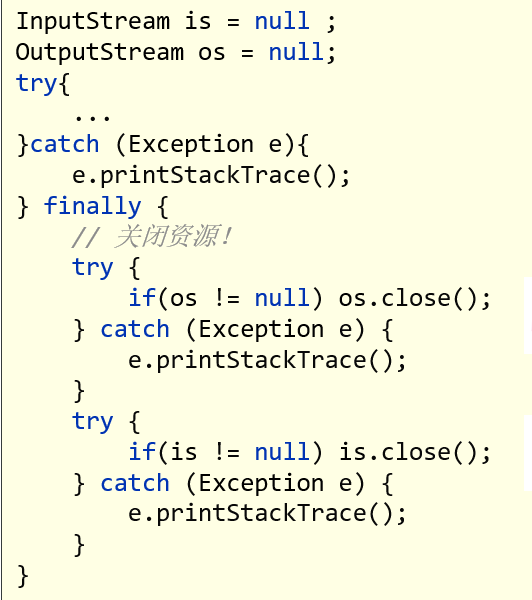 InputStream is = null ;
OutputStream os = null;
try{
    ...
}catch (Exception e){
    e.printStackTrace();
} finally {
    // 关闭资源!
    try {
        if(os != null) os.close();
    } catch (Exception e) {
        e.printStackTrace();
    }
    try {
        if(is != null) is.close();
    } catch (Exception e) {
        e.printStackTrace();
    }
}